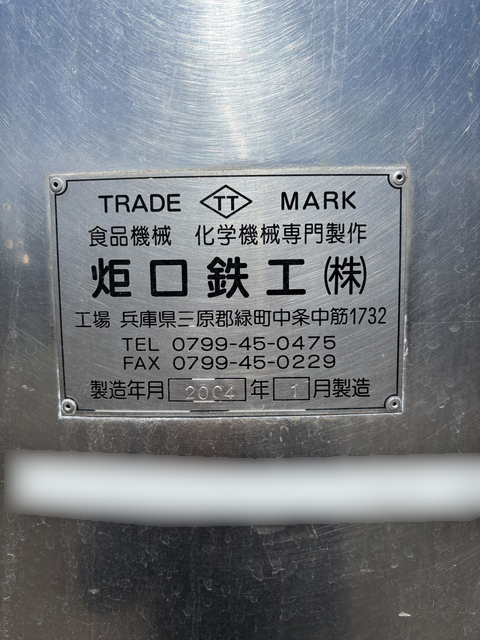 TRADE TT MARK
食品機械 化学機械専門製作
炬口鉄工(株)
工場 兵庫県三原郡緑町中条中筋1732
TEL 0799-45-0475
FAX 0799-45-0229
製造年月 2004 年 1 月製造